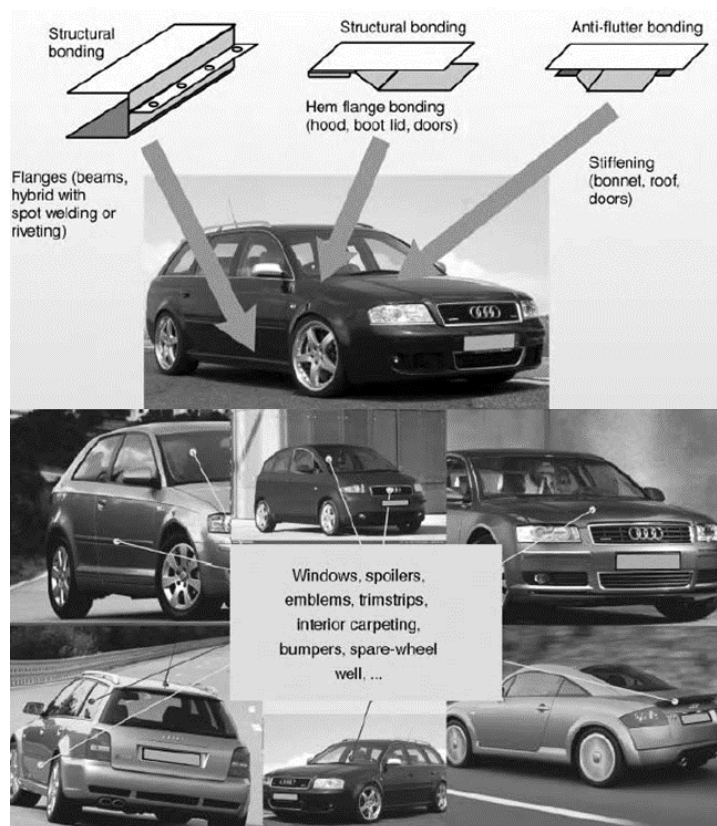 Structural
bonding
Structural bonding
Anti-flutter bonding
Hem flange bonding
(hood, boot lid, doors)
Flanges (beams,
hybrid with
spot welding or
riveting)
Stiffening
(bonnet, roof,
doors)
Windows, spoilers,
emblems, trimstrips,
interior carpeting,
bumpers, spare-wheel
well, ...